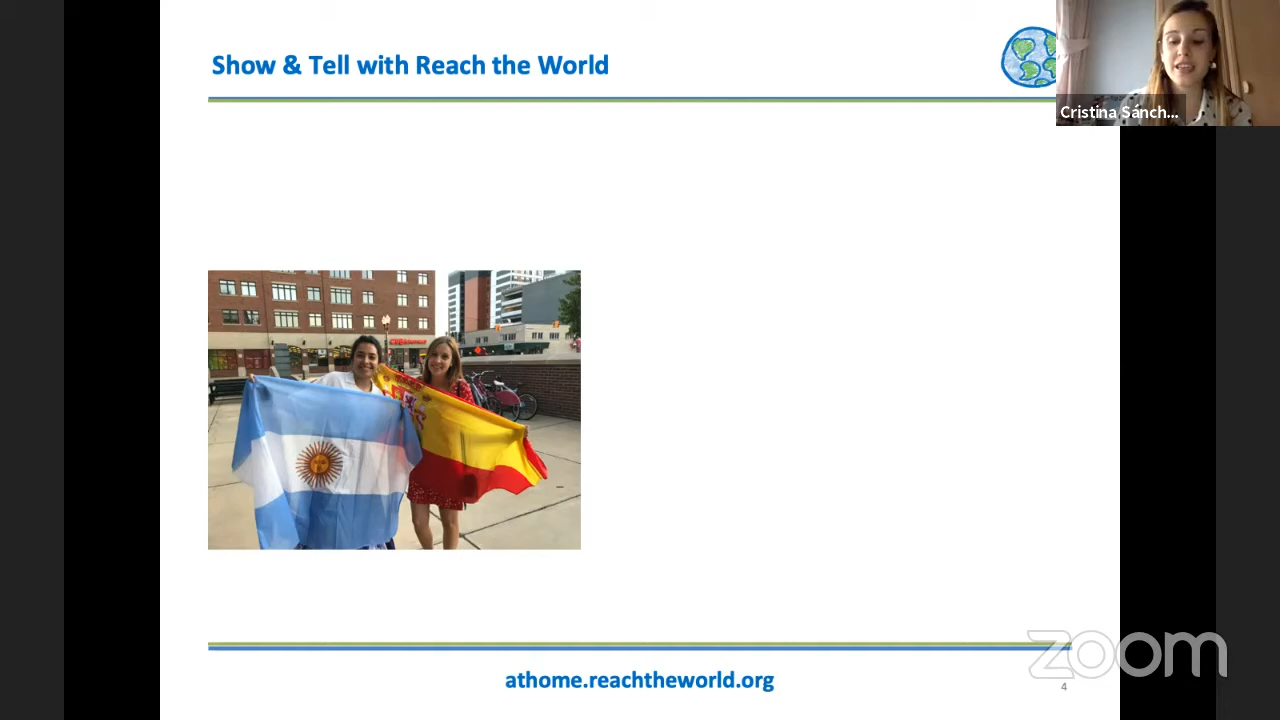 Show & Tell with Reach the World
Cristina Sánch...
athome.reachtheworld.org
zoom
4